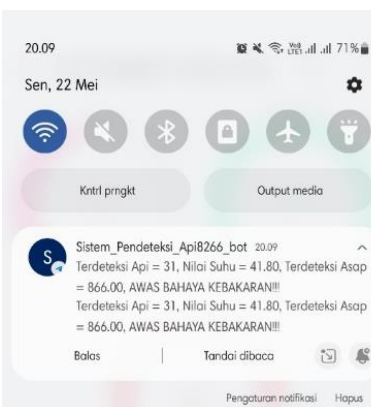 20.09
71%
Sen, 22 Mei
Kntrl prngkt
Output media
S
Sistem_Pendeteksi_Api8266_bot 20.09
Terdeteksi Api = 31, Nilai Suhu = 41.80, Terdeteksi Asap
= 866.00, AWAS BAHAYA KEBAKARAN!!!
Terdeteksi Api = 31, Nilai Suhu = 41.80, Terdeteksi Asap
= 866.00, AWAS BAHAYA KEBAKARAN!!!
Balas
Tandai dibaca
Pengaturan notifikasi Hapus